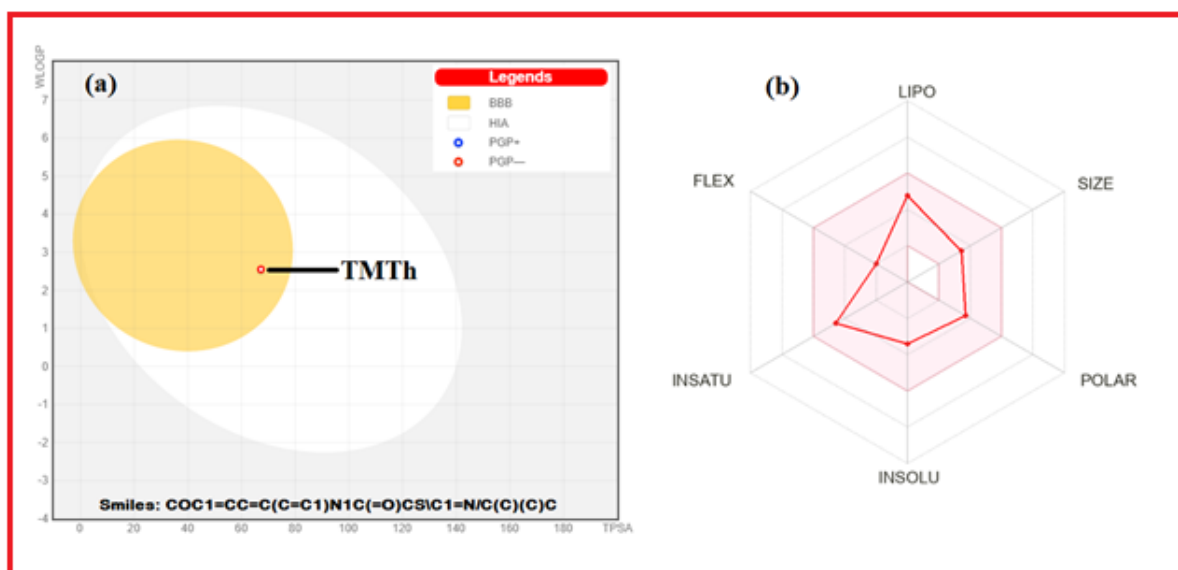 WLOGP
(a)
Legends
BBB
HIA
PGP+
PGP—
7
6
5
4
3
2
1
0
-1
-2
-3
-4
TMTh
Smiles: COC1=CC=C(C=C1)N1C(=O)CS\C1=N/C(C)(C)C
0 20 40 60 80 100 120 140 160 180 TPSA
(b)
LIPO
FLEX
SIZE
INSATU
POLAR
INSOLU